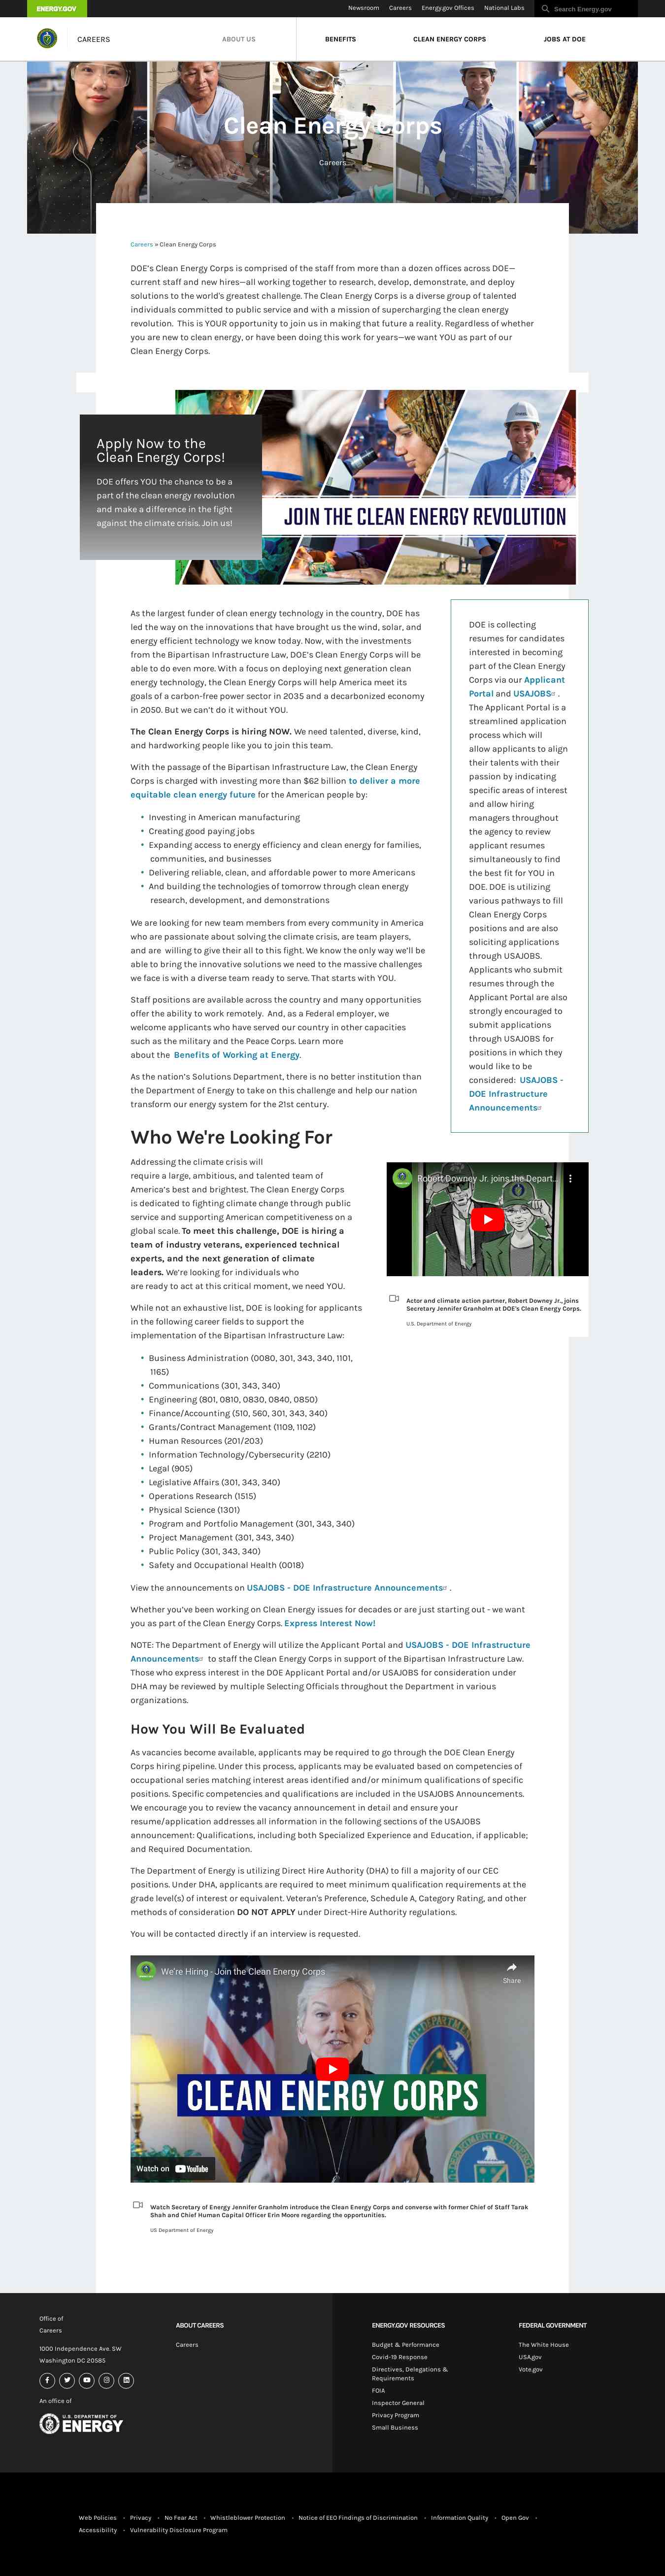 ENERGY.GOV
Newsroom Careers Energy.gov Offices National Labs Search Energy.gov
CAREERS ABOUT US BENEFITS CLEAN ENERGY CORPS JOBS AT DOE
Clean Energy Corps
Careers
Careers » Clean Energy Corps
DOE's Clean Energy Corps is comprised of the staff from more than a dozen offices across DOE—
current staff and new hires—all working together to research, develop, demonstrate, and deploy
solutions to the world's greatest challenge. The Clean Energy Corps is a diverse group of talented
individuals committed to public service and with a mission of supercharging the clean energy
revolution. This is YOUR opportunity to join us in making that future a reality. Regardless of whether
you are new to clean energy, or have been doing this work for years—we want YOU as part of our
Clean Energy Corps.
Apply Now to the
Clean Energy Corps!
DOE offers YOU the chance to be a
part of the clean energy revolution
and make a difference in the fight
against the climate crisis. Join us!
JOIN THE CLEAN ENERGY REVOLUTION
As the largest funder of clean energy technology in the country, DOE has
led the way on the innovations that have brought us the wind, solar, and
energy efficient technology we know today. Now, with the investments
from the Bipartisan Infrastructure Law, DOE's Clean Energy Corps will be
able to do even more. With a focus on deploying next generation clean
energy technology, the Clean Energy Corps will help America meet its
goals of a carbon-free power sector in 2035 and a decarbonized economy
in 2050. But we can't do it without YOU.
The Clean Energy Corps is hiring NOW. We need talented, diverse, kind,
and hardworking people like you to join this team.
With the passage of the Bipartisan Infrastructure Law, the Clean Energy
Corps is charged with investing more than $62 billion to deliver a more
equitable clean energy future for the American people by:
• Investing in American manufacturing
• Creating good paying jobs
• Expanding access to energy efficiency and clean energy for families,
communities, and businesses
• Delivering reliable, clean, and affordable power to more Americans
• And building the technologies of tomorrow through clean energy
research, development, and demonstrations
We are looking for new team members from every community in America
who are passionate about solving the climate crisis, are team players,
and are willing to give their all to this fight. We know the only way we'll be
able to bring the innovative solutions we need to the massive challenges
we face is with a diverse team ready to serve. That starts with YOU.
Staff positions are available across the country and many opportunities
offer the ability to work remotely. And, as a Federal employer, we
welcome applicants who have served our country in other capacities
such as the military and the Peace Corps. Learn more
about the Benefits of Working at Energy.
As the nation's Solutions Department, there is no better institution than
the Department of Energy to take on this challenge and help our nation
transform our energy system for the 21st century.
DOE is collecting
resumes for candidates
interested in becoming
part of the Clean Energy
Corps via our Applicant
Portal and USAJOBS .
The Applicant Portal is a
streamlined application
process which will
allow applicants to align
their talents with their
passion by indicating
specific areas of interest
and allow hiring
managers throughout
the agency to review
applicant resumes
simultaneously to find
the best fit for YOU in
DOE. DOE is utilizing
various pathways to fill
Clean Energy Corps
positions and are also
soliciting applications
through USAJOBS.
Applicants who submit
resumes through the
Applicant Portal are also
strongly encouraged to
submit applications
through USAJOBS for
positions in which they
would like to be
considered: USAJOBS -
DOE Infrastructure
Announcements
Who We're Looking For
Addressing the climate crisis will
require a large, ambitious, and talented team of
America's best and brightest. The Clean Energy Corps
is dedicated to fighting climate change through public
service and supporting American competitiveness on a
global scale. To meet this challenge, DOE is hiring a
team of industry veterans, experienced technical
experts, and the next generation of climate
leaders. We're looking for individuals who
are ready to act at this critical moment, we need YOU.
Robert Downey Jr. joins the Depart...
Actor and climate action partner, Robert Downey Jr., joins
Secretary Jennifer Granholm at DOE's Clean Energy Corps.
U.S. Department of Energy
While not an exhaustive list, DOE is looking for applicants
in the following career fields to support the
implementation of the Bipartisan Infrastructure Law:
• Business Administration (0080, 301, 343, 340, 1101,
1165)
• Communications (301, 343, 340)
• Engineering (801, 0810, 0830, 0840, 0850)
• Finance/Accounting (510, 560, 301, 343, 340)
• Grants/Contract Management (1109, 1102)
• Human Resources (201/203)
• Information Technology/Cybersecurity (2210)
• Legal (905)
• Legislative Affairs (301, 343, 340)
• Operations Research (1515)
• Physical Science (1301)
• Program and Portfolio Management (301, 343, 340)
• Project Management (301, 343, 340)
• Public Policy (301, 343, 340)
• Safety and Occupational Health (0018)
View the announcements on USAJOBS - DOE Infrastructure Announcements .
Whether you've been working on Clean Energy issues for decades or are just starting out - we want
you as part of the Clean Energy Corps. Express Interest Now!
NOTE: The Department of Energy will utilize the Applicant Portal and USAJOBS - DOE Infrastructure
Announcements to staff the Clean Energy Corps in support of the Bipartisan Infrastructure Law.
Those who express interest in the DOE Applicant Portal and/or USAJOBS for consideration under
DHA may be reviewed by multiple Selecting Officials throughout the Department in various
organizations.
How You Will Be Evaluated
As vacancies become available, applicants may be required to go through the DOE Clean Energy
Corps hiring pipeline. Under this process, applicants may be evaluated based on competencies of
occupational series matching interest areas identified and/or minimum qualifications of specific
positions. Specific competencies and qualifications are included in the USAJOBS Announcements.
We encourage you to review the vacancy announcement in detail and ensure your
resume/application addresses all information in the following sections of the USAJOBS
announcement: Qualifications, including both Specialized Experience and Education, if applicable;
and Required Documentation.
The Department of Energy is utilizing Direct Hire Authority (DHA) to fill a majority of our CEC
positions. Under DHA, applicants are required to meet minimum qualification requirements at the
grade level(s) of interest or equivalent. Veteran's Preference, Schedule A, Category Rating, and other
methods of consideration DO NOT APPLY under Direct-Hire Authority regulations.
You will be contacted directly if an interview is requested.
We're Hiring - Join the Clean Energy Corps
Share
CLEAN ENERGY CORPS
Watch on YouTube
Watch Secretary of Energy Jennifer Granholm introduce the Clean Energy Corps and converse with former Chief of Staff Tarak
Shah and Chief Human Capital Officer Erin Moore regarding the opportunities.
US Department of Energy
Office of
Careers
1000 Independence Ave. SW
Washington DC 20585
An office of
U.S. DEPARTMENT OF
ENERGY
ABOUT CAREERS
Careers
ENERGY.GOV RESOURCES
Budget & Performance
Covid-19 Response
Directives, Delegations &
Requirements
FOIA
Inspector General
Privacy Program
Small Business
FEDERAL GOVERNMENT
The White House
USA.gov
Vote.gov
Web Policies • Privacy • No Fear Act • Whistleblower Protection • Notice of EEO Findings of Discrimination • Information Quality • Open Gov •
Accessibility • Vulnerability Disclosure Program